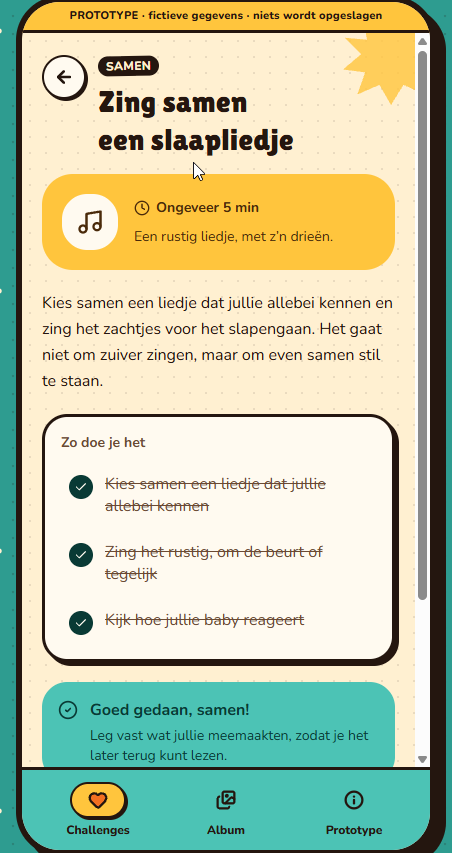 PROTOTYPE · fictieve gegevens · niets wordt opgeslagen
SAMEN
Zing samen
een slaapliedje
Ongeveer 5 min
Een rustig liedje, met z’n drieën.
Kies samen een liedje dat jullie allebei kennen en
zing het zachtjes voor het slapengaan. Het gaat
niet om zuiver zingen, maar om even samen stil
te staan.
Zo doe je het
Kies samen een liedje dat jullie
allebei kennen
Zing het rustig, om de beurt of
tegelijk
Kijk hoe jullie baby reageert
Goed gedaan, samen!
Leg vast wat jullie meemaakten, zodat je het
later terug kunt lezen.
Challenges
Album
Prototype